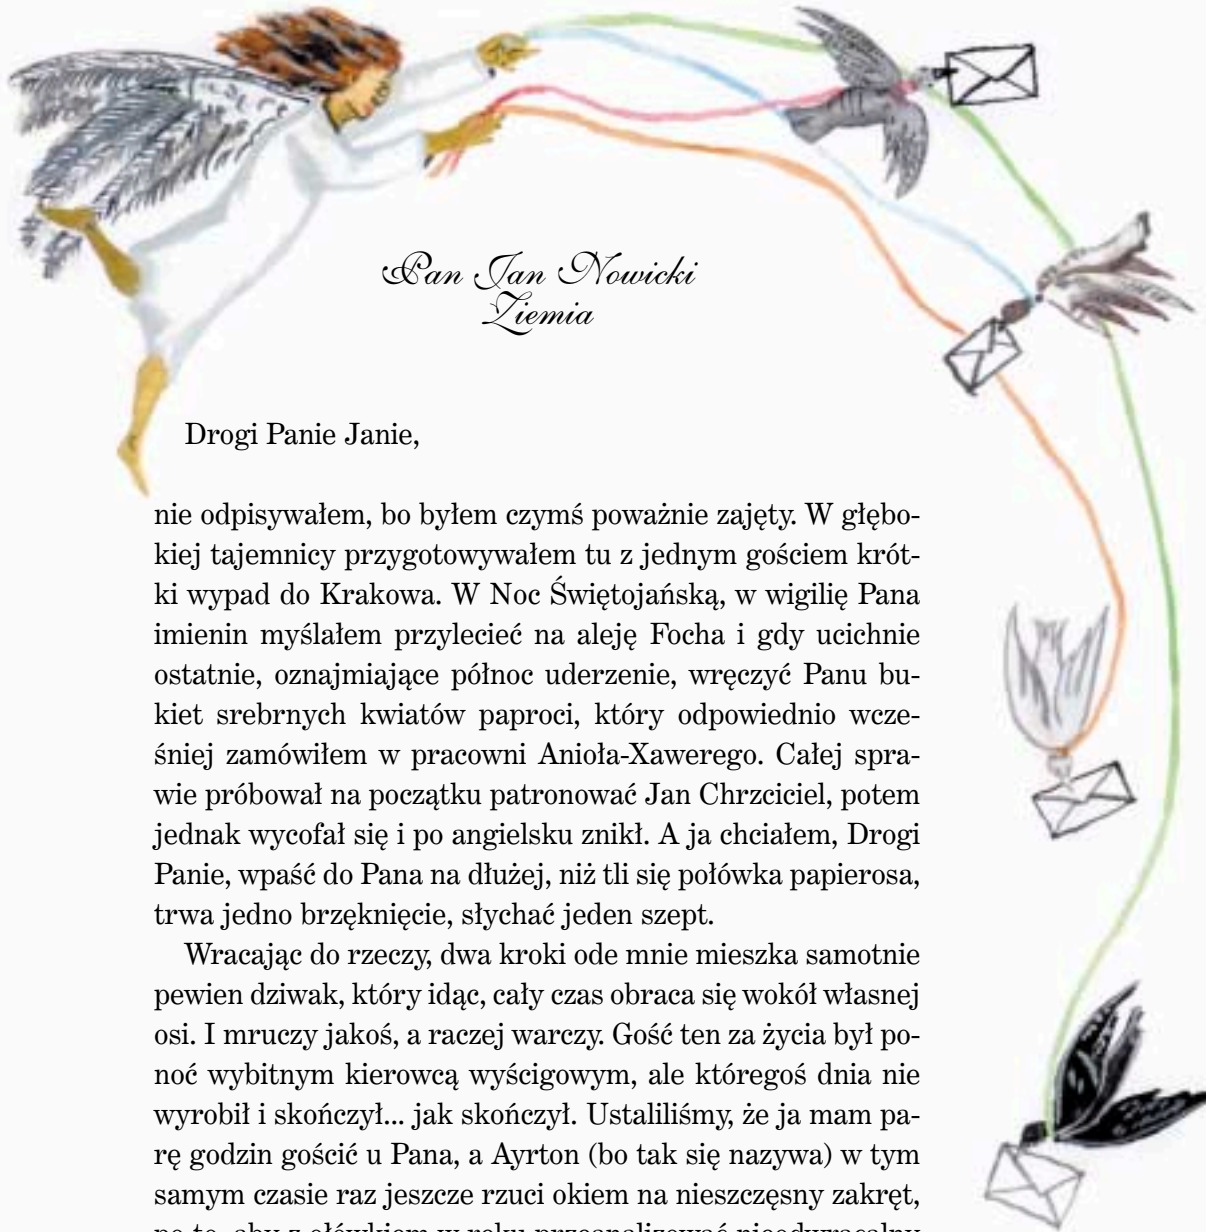 Pan Jan Nowicki
Ziemia
Drogi Panie Janie,
nie odpisywałem, bo byłem czymś poważnie zajęty. W głębo-
kiej tajemnicy przygotowywałem tu z jednym gościem krót-
ki wypad do Krakowa. W Noc Świętojańską, w wigilię Pana
imienin myślałem przylecieć na aleję Focha i gdy ucichnie
ostatnie, oznajmiające północ uderzenie, wręczyć Panu bu-
kiet srebrnych kwiatów paproci, który odpowiednio wcze-
śniej zamówiłem w pracowni Anioła-Xawerego. Całej spra-
wie próbował na początku patronować Jan Chrzciciel, potem
jednak wycofał się i po angielsku znikł. A ja chciałem, Drogi
Panie, wpaść do Pana na dłużej, niż tli się połówka papierosa,
trwa jedno brzęknięcie, słychać jeden szept.
Wracając do rzeczy, dwa kroki ode mnie mieszka samotnie
pewien dziwak, który idąc, cały czas obraca się wokół własnej
osi. I mruczy jakoś, a raczej warczy. Gość ten za życia był po-
noć wybitnym kierowcą wyścigowym, ale któregoś dnia nie
wyrobił i skończył... jak skończył. Ustaliliśmy, że ja mam pa-
rę godzin gościć u Pana, a Ayrton (bo tak się nazywa) w tym
samym czasie raz jeszcze rzuci okiem na nieszczęsny zakręt,
po to, aby z ołówkiem w ręku przeanalizować nieodwracalny